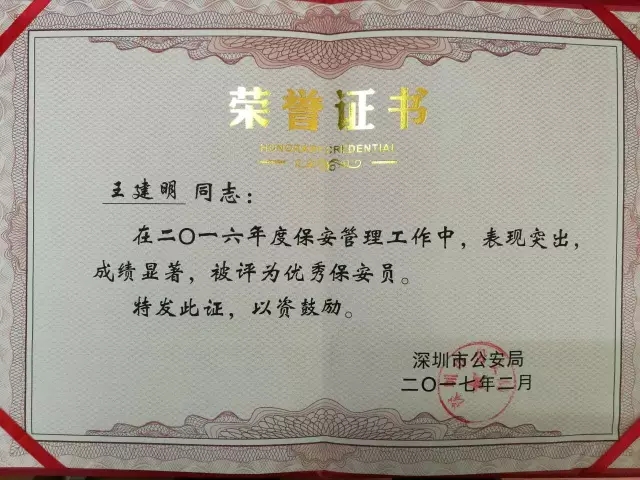 荣誉证书
HONORARY CREDENTIAL
王建明 同志：
在二〇一六年度保安管理工作中，表现突出，
成绩显著，被评为优秀保安员。
特发此证，以资鼓励。
深圳市公安局
二〇一七年二月